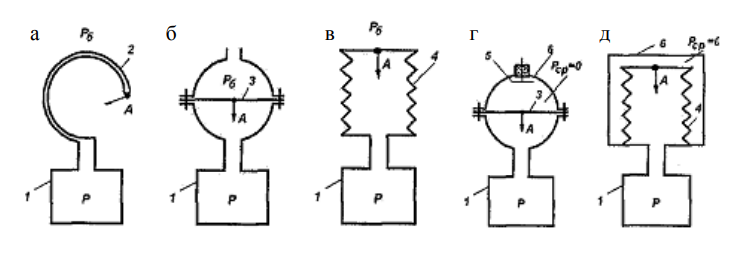 а б в г д
Pб Pб
2
6 Pср=0
5 6 Pср=0
Pб 3 A 4 A
A A 3 A 4
1 P 1 P 1 P 1 P 1 P